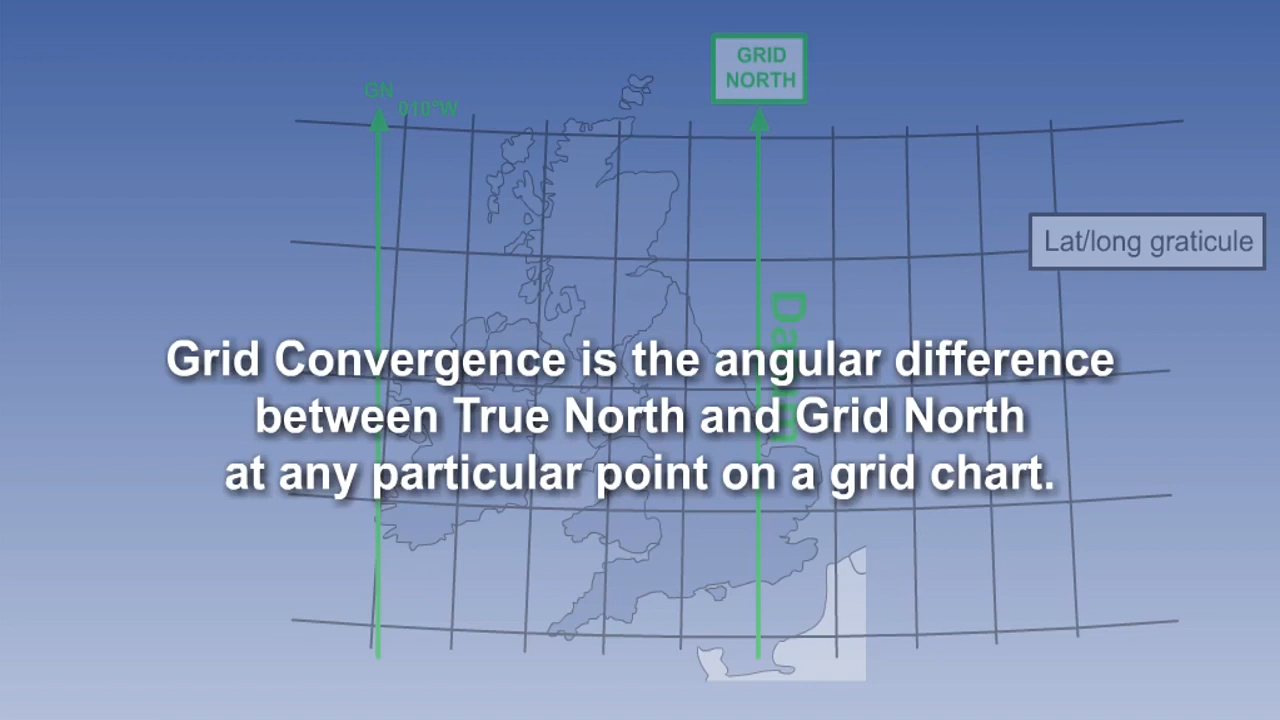 GRID
NORTH
GN
010°W
Lat/long graticule
Datum
Grid Convergence is the angular difference
between True North and Grid North
at any particular point on a grid chart.